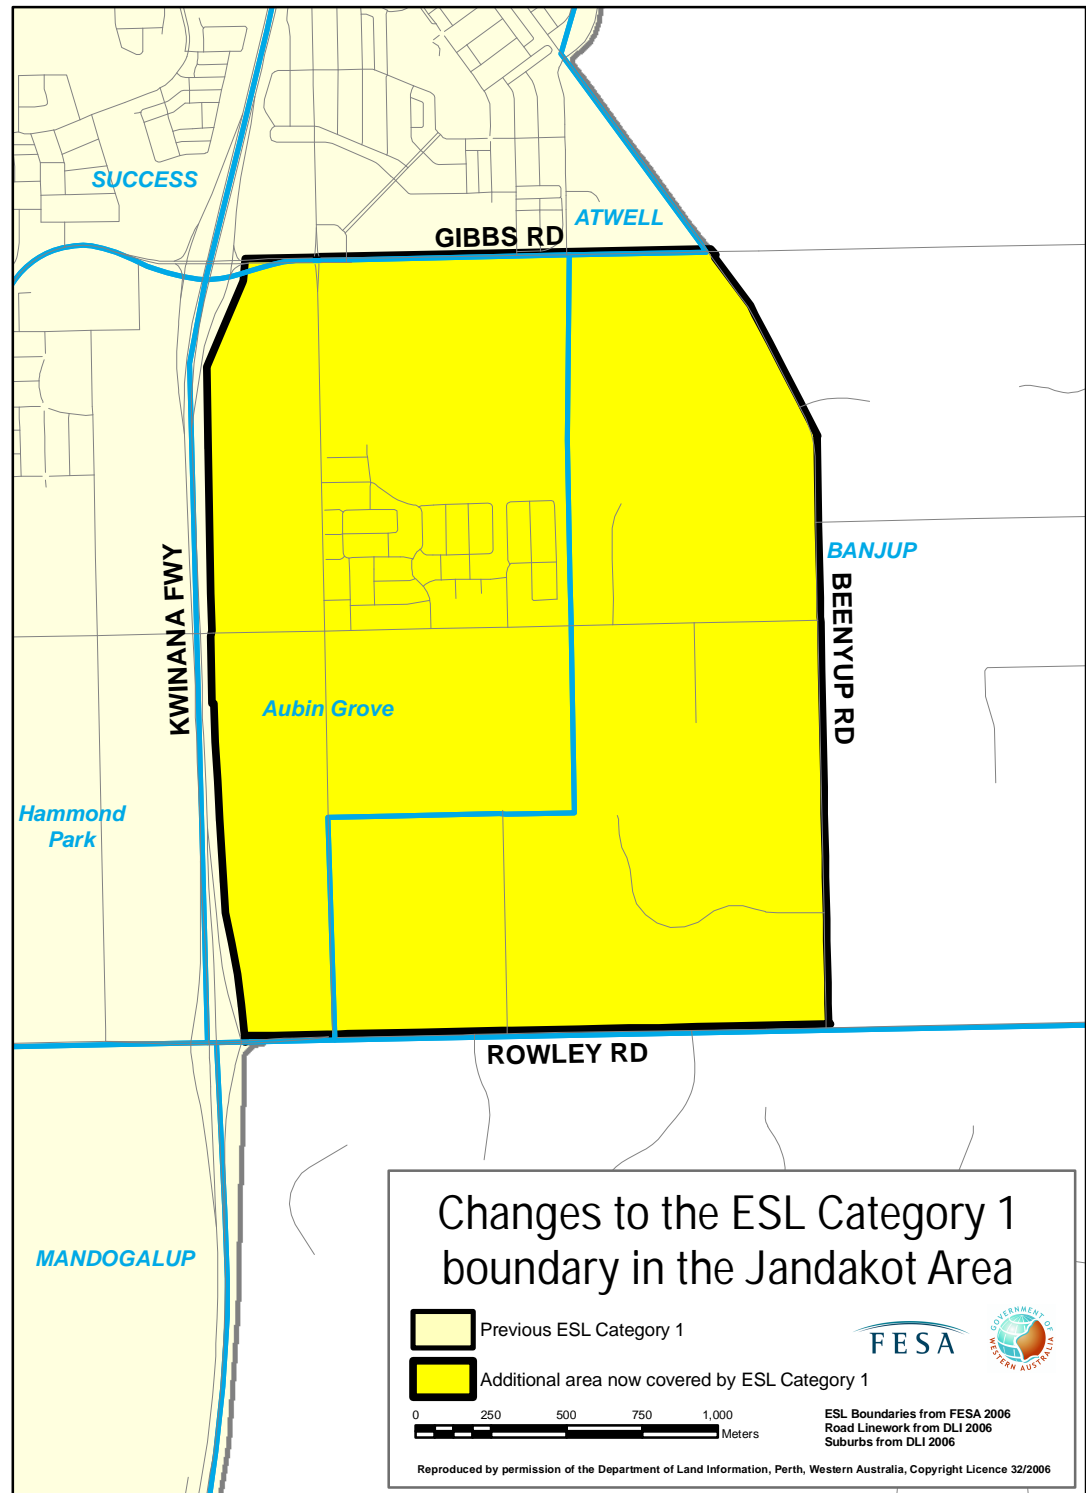 SUCCESS
ATWELL
GIBBS RD
KWINANA FWY
BANJUP
BEENYUP RD
Aubin Grove
Hammond
Park
ROWLEY RD
MANDOGALUP
Changes to the ESL Category 1
boundary in the Jandakot Area
Previous ESL Category 1
Additional area now covered by ESL Category 1
FESA
GOVERNMENT OF
WESTERN AUSTRALIA
0 250 500 750 1,000
Meters
ESL Boundaries from FESA 2006
Road Linework from DLI 2006
Suburbs from DLI 2006
Reproduced by permission of the Department of Land Information, Perth, Western Australia, Copyright Licence 32/2006